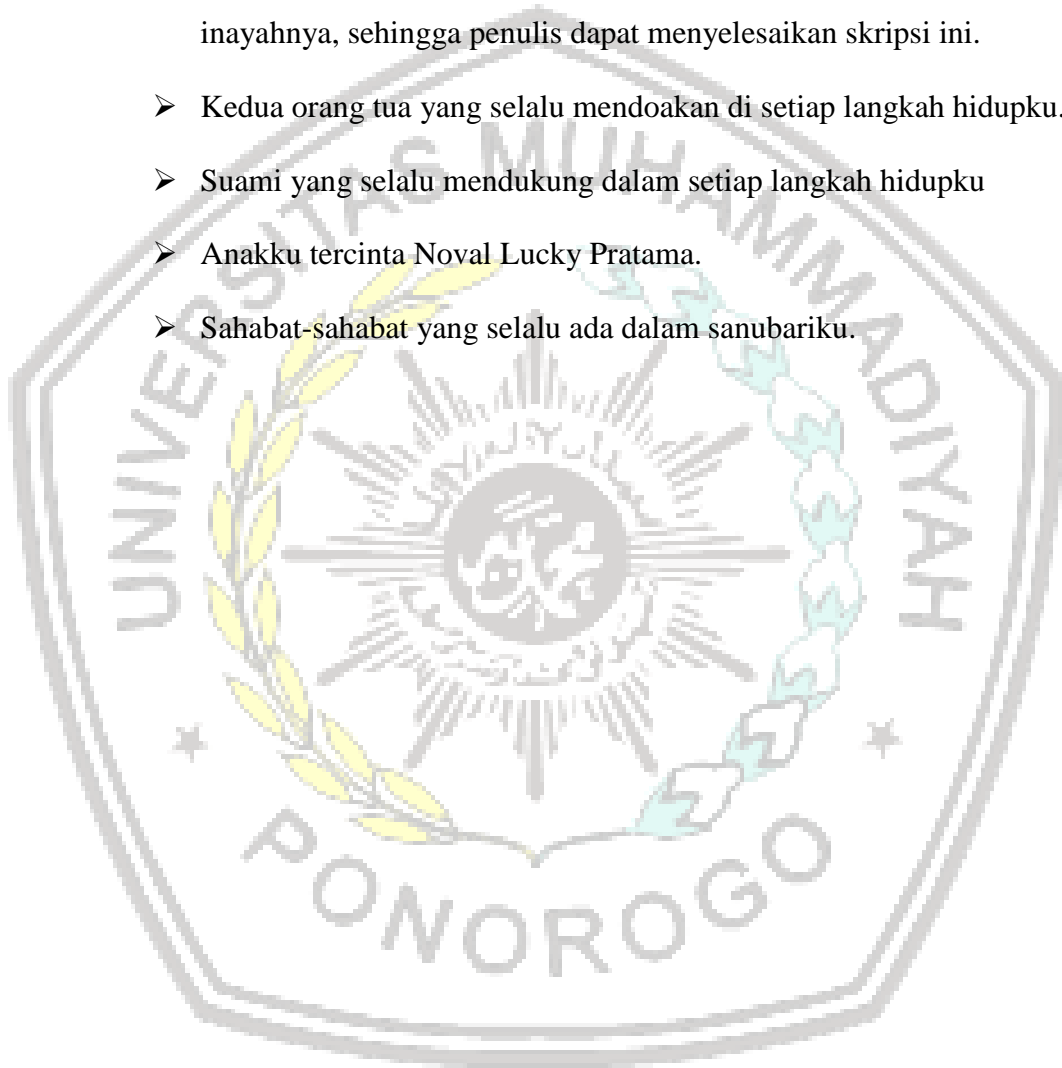 inayahnya, sehingga penulis dapat menyelesaikan skripsi ini.
➢ Kedua orang tua yang selalu mendoakan di setiap langkah hidupku.
➢ Suami yang selalu mendukung dalam setiap langkah hidupku
➢ Anakku tercinta Noval Lucky Pratama.
➢ Sahabat-sahabat yang selalu ada dalam sanubariku.
UNIVERSITAS MUHAMMADIYAH
PONOROGO